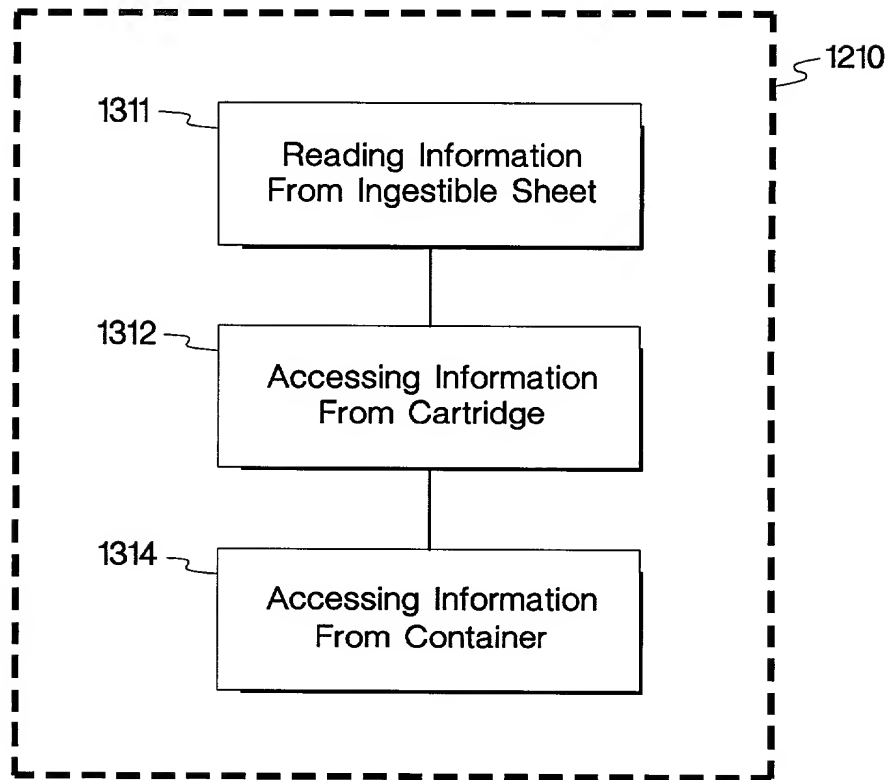 1210
1311
Reading Information
From Ingestible Sheet
1312
Accessing Information
From Cartridge
1314
Accessing Information
From Container